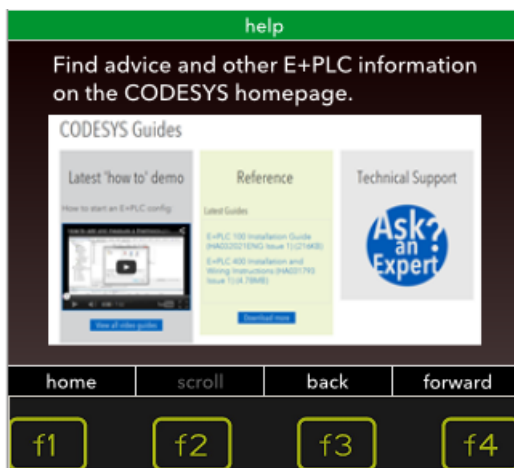 help
Find advice and other E+PLC information
on the CODESYS homepage.
CODESYS Guides
Latest 'how to' demo
How to start an E+PLC config
View all video guides
Reference
Latest Guides
E+PLC 100 Installation Guide
(HA032021ENG Issue 1) (216KB)
E+PLC 400 Installation and
Wiring Instructions (HA031793
Issue 1) (4.78MB)
Download more
Technical Support
Ask?
an
Expert
home scroll back forward
f1 f2 f3 f4